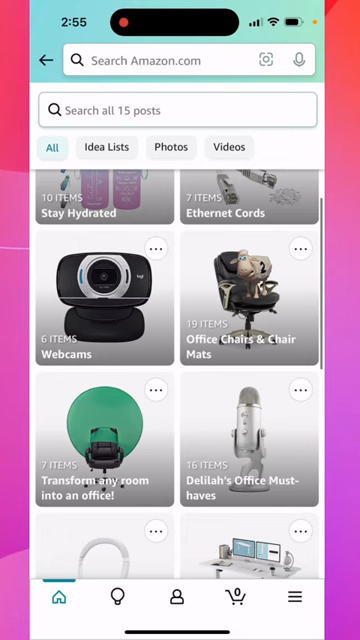 2:55
Search Amazon.com
Search all 15 posts
All
Idea Lists
Photos
Videos
10 ITEMS
Stay Hydrated
7 ITEMS
Ethernet Cords
logi
6 ITEMS
Webcams
2
19 ITEMS
Office Chairs & Chair
Mats
7 ITEMS
Transform any room
into an office!
16 ITEMS
Delilah's Office Must-
haves
0